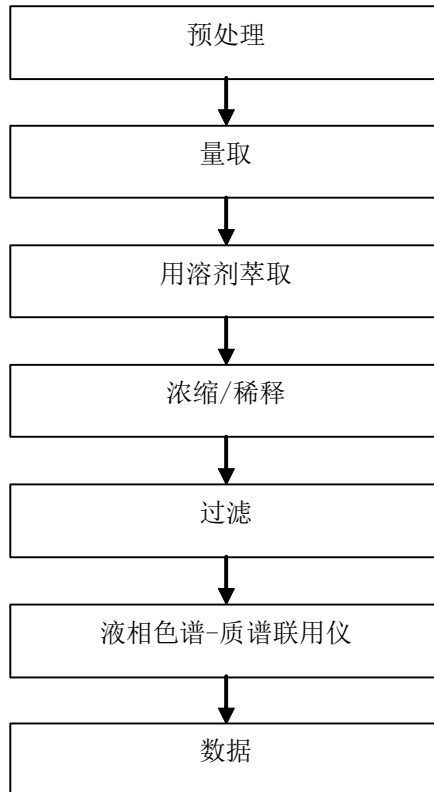 预处理
量取
用溶剂萃取
浓缩/稀释
过滤
液相色谱-质谱联用仪
数据